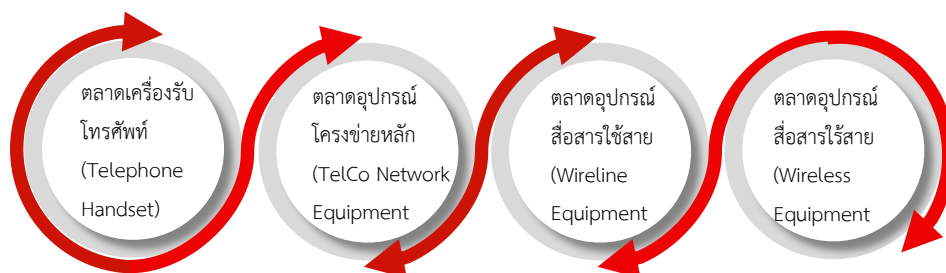 ตลาดเครื่องรับ
โทรศัพท์
(Telephone
Handset)
ตลาดอุปกรณ์
โครงข่ายหลัก
(TelCo Network
Equipment
ตลาดอุปกรณ์
สื่อสารใช้สาย
(Wireline
Equipment
ตลาดอุปกรณ์
สื่อสารไร้สาย
(Wireless
Equipment